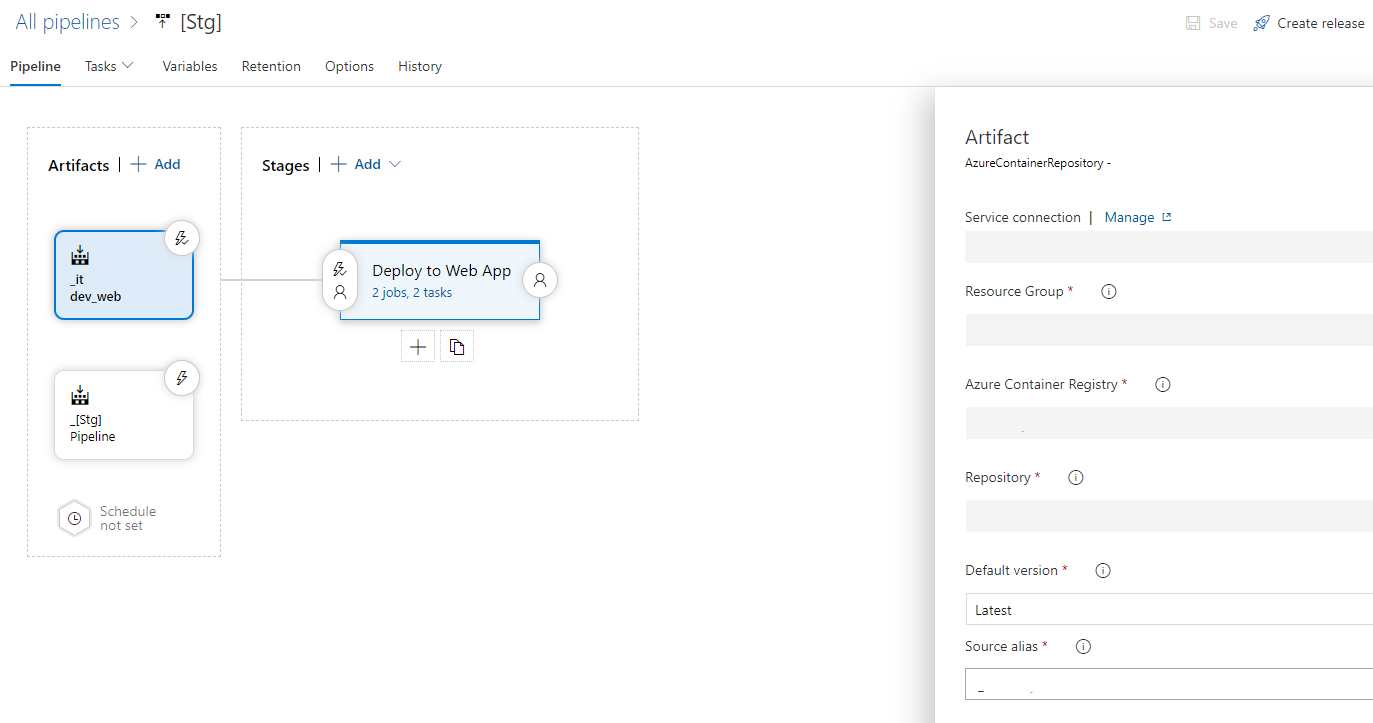 All pipelines > [Stg]
Save Create release
Pipeline Tasks Variables Retention Options History
Artifacts | + Add
Stages | + Add
_it
dev_web
Deploy to Web App
2 jobs, 2 tasks
_[Stg]
Pipeline
Schedule
not set
Artifact
AzureContainerRepository -
Service connection | Manage
Resource Group *
Azure Container Registry *
Repository *
Default version *
Latest
Source alias *